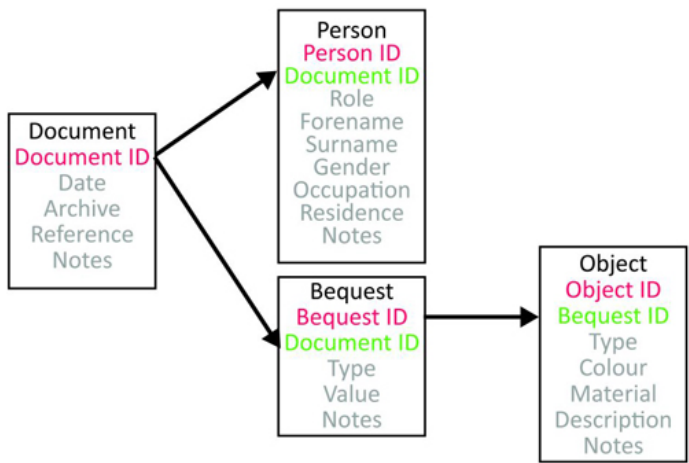 Document
Document ID
Date
Archive
Reference
Notes
Person
Person ID
Document ID
Role
Forename
Surname
Gender
Occupation
Residence
Notes
Bequest
Bequest ID
Document ID
Type
Value
Notes
Object
Object ID
Bequest ID
Type
Colour
Material
Description
Notes